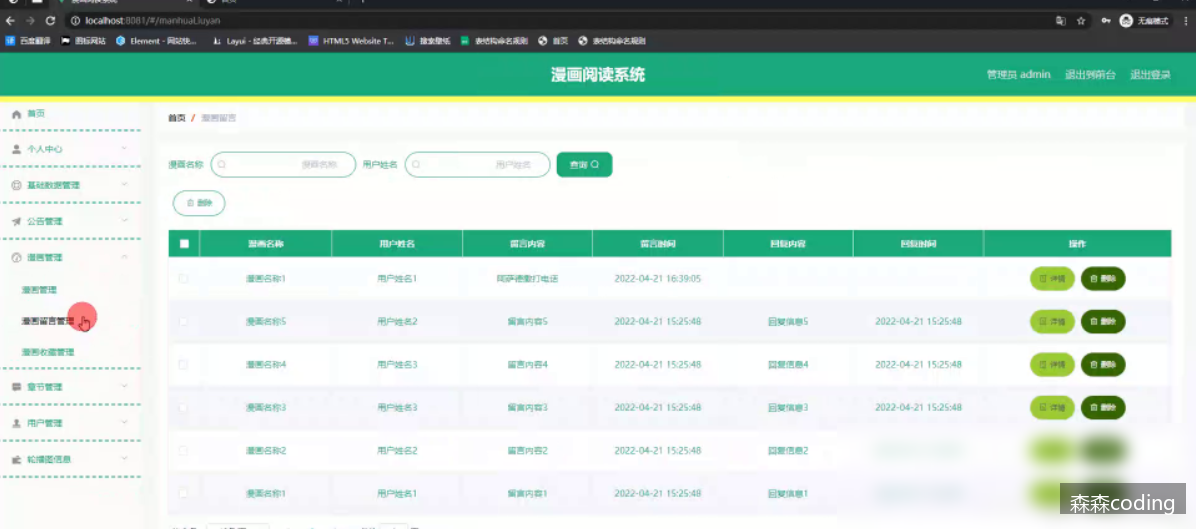 localhost:8081/#/manhuaLiuyan
无痕模式
百度翻译 图标网站 Element - 网站快... Layui - 经典开源模... HTML5 Website T... 搜索壁纸 表结构命名规则 首页 表结构命名规则
漫画阅读系统
管理员 admin 退出到前台 退出登录
首页
个人中心
基础数据管理
公告管理
漫画管理
漫画管理
漫画留言管理
漫画收藏管理
章节管理
用户管理
轮播图信息
首页 / 漫画留言
漫画名称 漫画名称 用户姓名 用户姓名 查询
删除
漫画名称 用户姓名 留言内容 留言时间 回复内容 回复时间 操作
漫画名称1 用户姓名1 阿萨德敷打电话 2022-04-21 16:39:05 详情 删除
漫画名称5 用户姓名2 留言内容5 2022-04-21 15:25:48 回复信息5 2022-04-21 15:25:48 详情 删除
漫画名称4 用户姓名3 留言内容4 2022-04-21 15:25:48 回复信息4 2022-04-21 15:25:48 详情 删除
漫画名称3 用户姓名3 留言内容3 2022-04-21 15:25:48 回复信息3 2022-04-21 15:25:48 详情 删除
漫画名称2 用户姓名2 留言内容2 2022-04-21 15:25:48 回复信息2
漫画名称1 用户姓名1 留言内容1 2022-04-21 15:25:48 回复信息1
森森coding